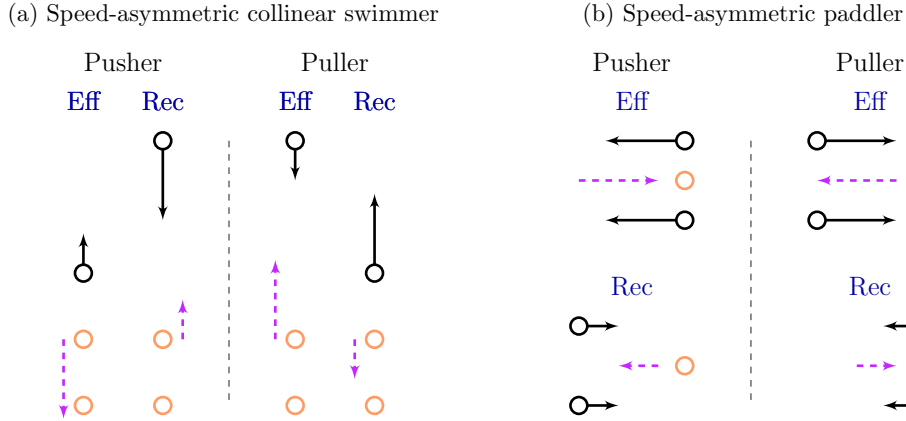 (a) Speed-asymmetric collinear swimmer
Pusher Puller
Eff Rec Eff Rec
(b) Speed-asymmetric paddler
Pusher Puller
Eff Eff
Rec Rec